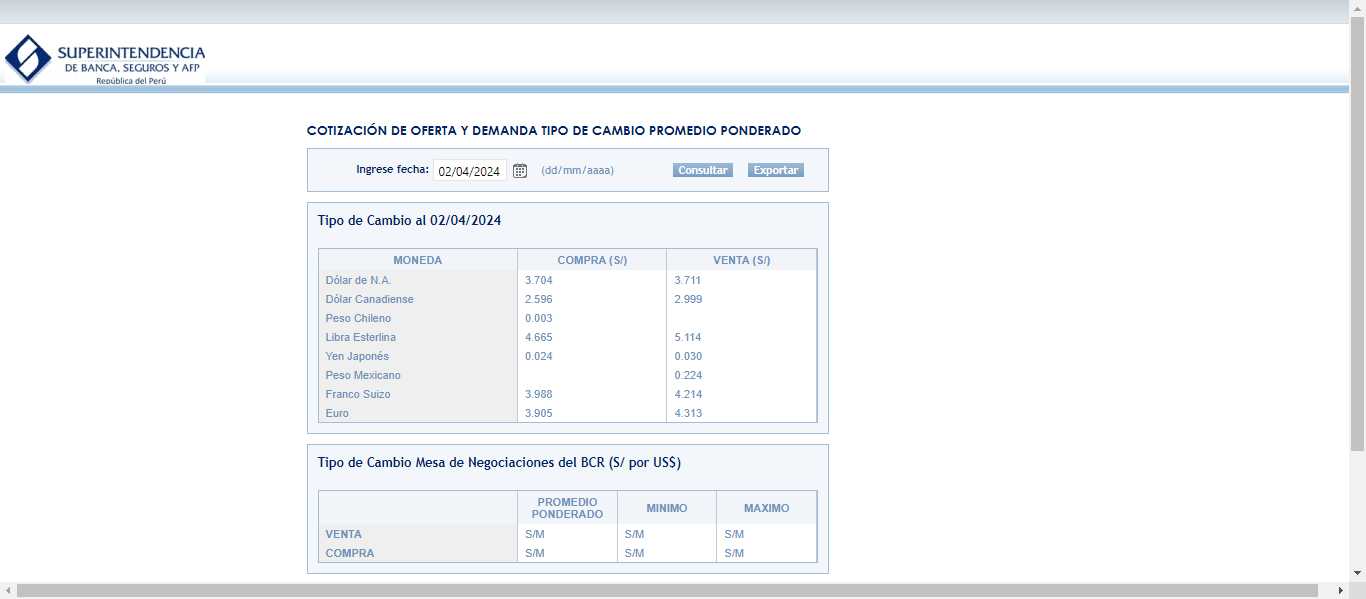 SUPERINTENDENCIA
DE BANCA, SEGUROS Y AFP
República del Perú
COTIZACIÓN DE OFERTA Y DEMANDA TIPO DE CAMBIO PROMEDIO PONDERADO
Ingrese fecha: 02/04/2024 (dd/mm/aaaa) Consultar Exportar
Tipo de Cambio al 02/04/2024
MONEDA COMPRA (S/) VENTA (S/)
Dólar de N.A. 3.704 3.711
Dólar Canadiense 2.596 2.999
Peso Chileno 0.003
Libra Esterlina 4.665 5.114
Yen Japonés 0.024 0.030
Peso Mexicano 0.224
Franco Suizo 3.988 4.214
Euro 3.905 4.313
Tipo de Cambio Mesa de Negociaciones del BCR (S/ por US$)
PROMEDIO
PONDERADO MINIMO MAXIMO
VENTA S/M S/M S/M
COMPRA S/M S/M S/M